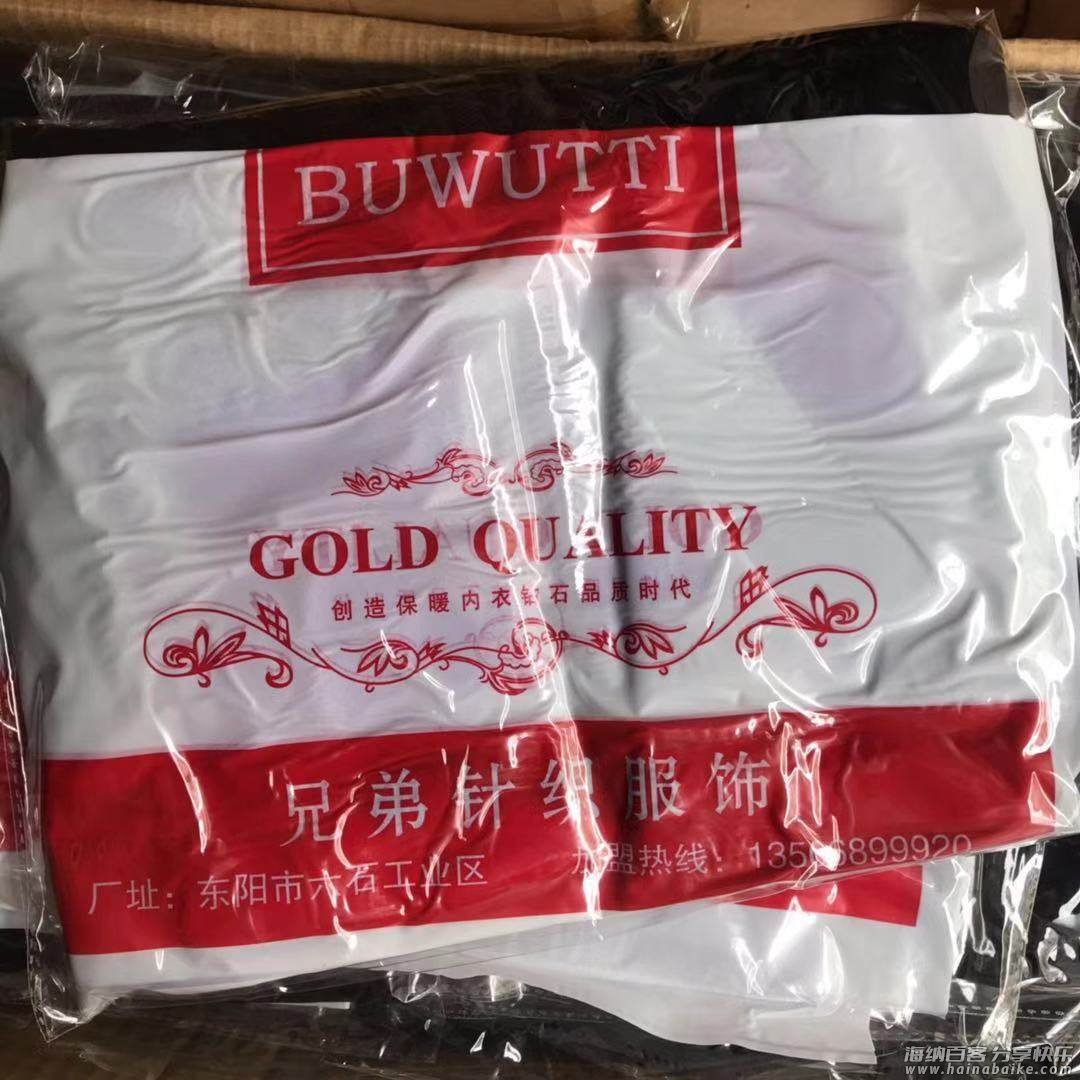 BUWUTTI
GOLD QUALITY
创造保暖内衣钻石品质时代
兄弟针织服饰
厂址：东阳市六石工业区 加盟热线：
海纳百客 分享快乐
www.hainabaike.com